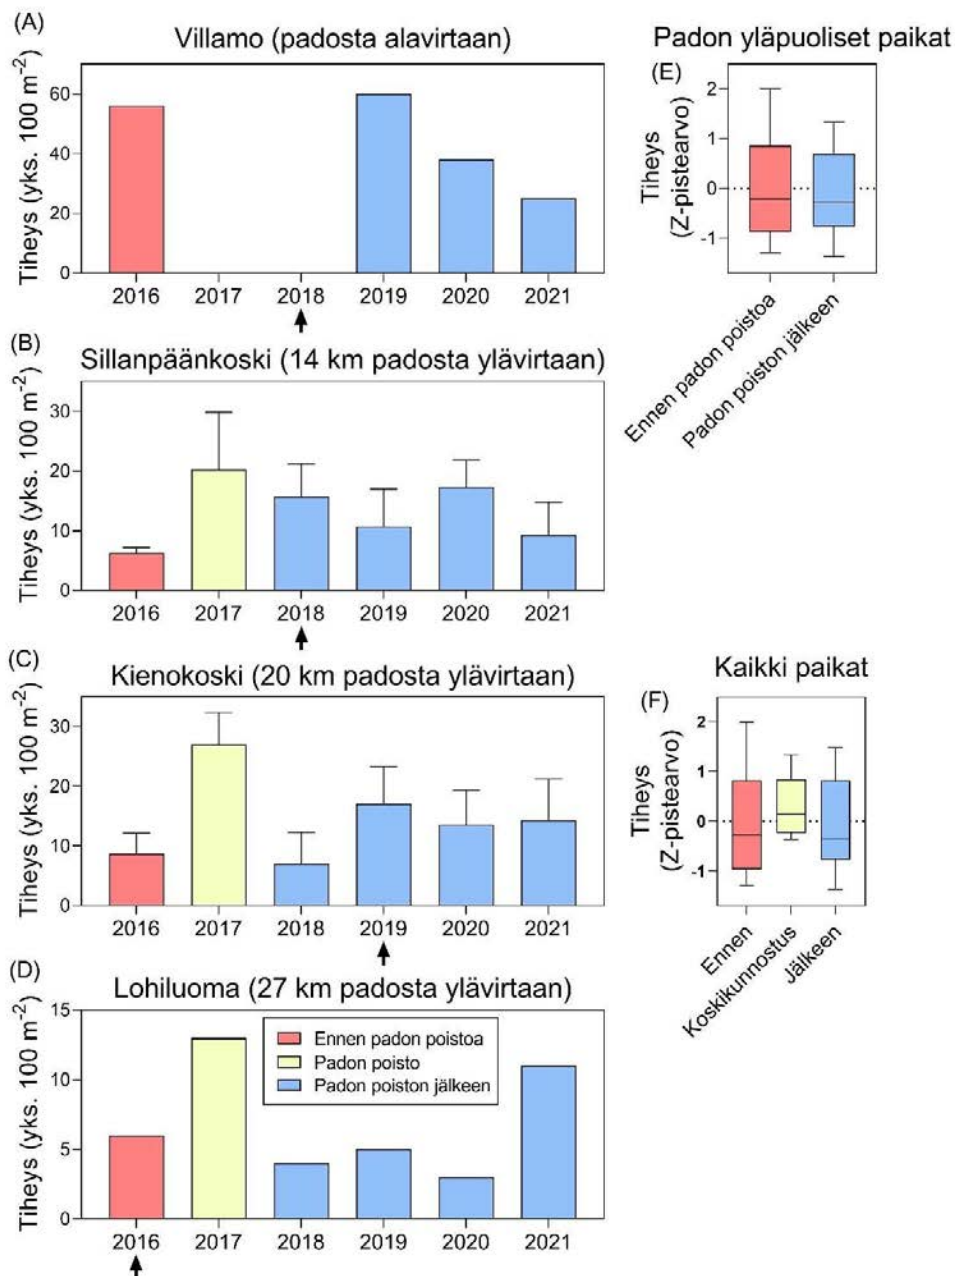 (A)
Villamo (padosta alavirtaan)
Tiheys (yks. 100 m⁻²)
60
40
20
0
2016 2017 2018 2019 2020 2021
(B)
Sillanpäänkoski (14 km padosta ylävirtaan)
Tiheys (yks. 100 m⁻²)
30
20
10
0
2016 2017 2018 2019 2020 2021
(C)
Kienokoski (20 km padosta ylävirtaan)
Tiheys (yks. 100 m⁻²)
30
20
10
0
2016 2017 2018 2019 2020 2021
(D)
Lohiluoma (27 km padosta ylävirtaan)
Tiheys (yks. 100 m⁻²)
15
10
5
0
Ennen padon poistoa
Padon poisto
Padon poiston jälkeen
2016 2017 2018 2019 2020 2021
Padon yläpuoliset paikat
(E)
Tiheys
(Z-pistearvo)
2
1
0
-1
Ennen padon poistoa
Padon poiston jälkeen
Kaikki paikat
(F)
Tiheys
(Z-pistearvo)
2
1
0
-1
Ennen
Koskikunnostus
Jälkeen